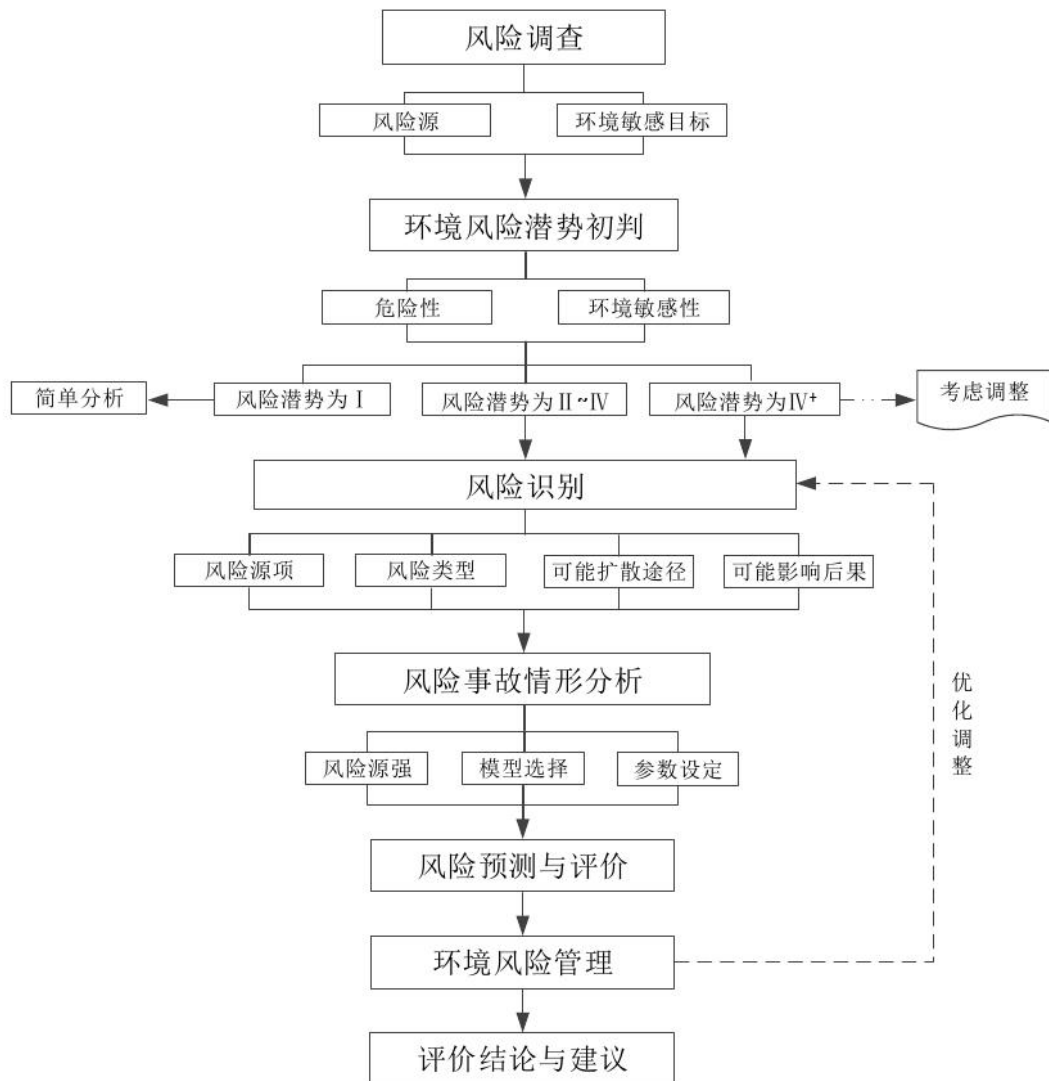 风险调查
风险源
环境敏感目标
环境风险潜势初判
危险性
环境敏感性
简单分析
风险潜势为Ⅰ
风险潜势为Ⅱ~Ⅳ
风险潜势为Ⅳ⁺
考虑调整
风险识别
风险源项
风险类型
可能扩散途径
可能影响后果
风险事故情形分析
优化调整
风险源强
模型选择
参数设定
风险预测与评价
环境风险管理
评价结论与建议